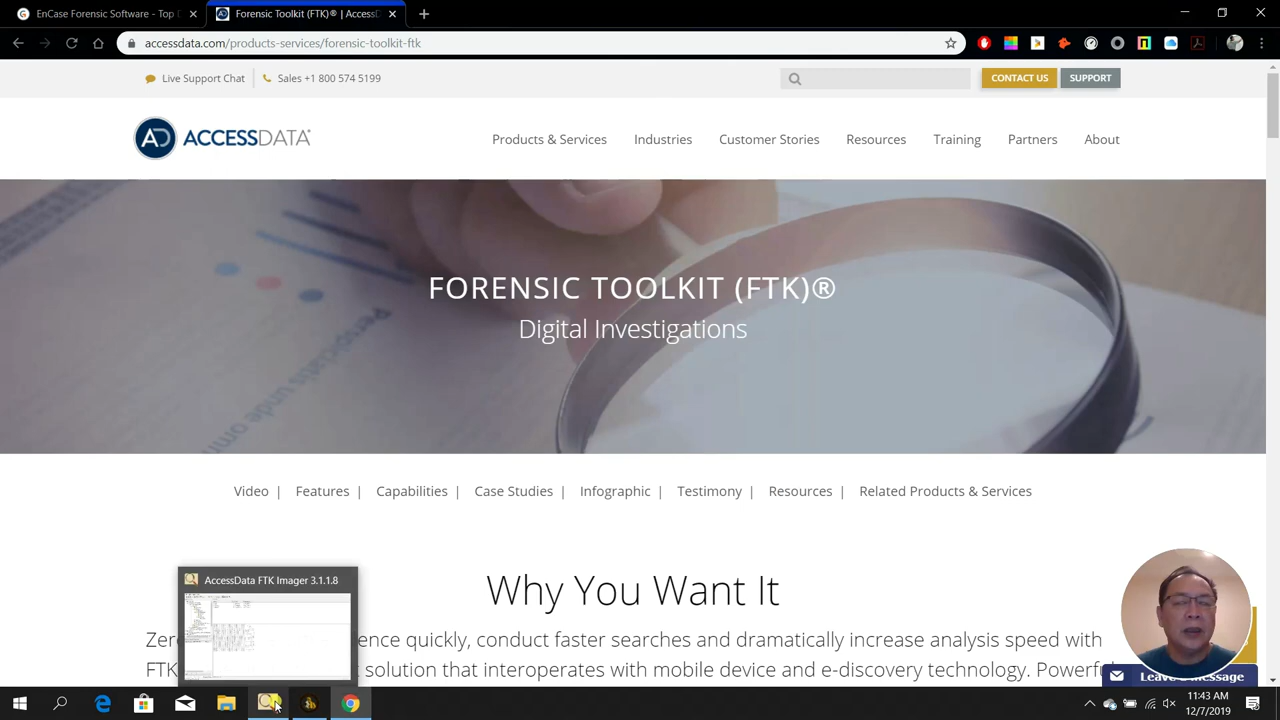 EnCase Software - Top
Forensic Toolkit (FTK)® | Access
accessdata.com/products-services/forensic-toolkit-ftk
Live Support Chat
Sales +1 800 574 5199
CONTACT US
SUPPORT
AD ACCESSDATA
Products & Services
Industries
Customer Stories
Resources
Training
Partners
About
FORENSIC TOOLKIT (FTK)®
Digital Investigations
Video | Features | Capabilities | Case Studies | Infographic | Testimony | Resources | Related Products & Services
AccessData FTK Imager 3.1.1.8
Why You Want It
Zero ence quickly, conduct faster searches and dramatically increase analysis speed with
FTK solution that interoperates with mobile device and e-discovery technology. Powerful
Leave Message
11:43 AM
12/7/2019